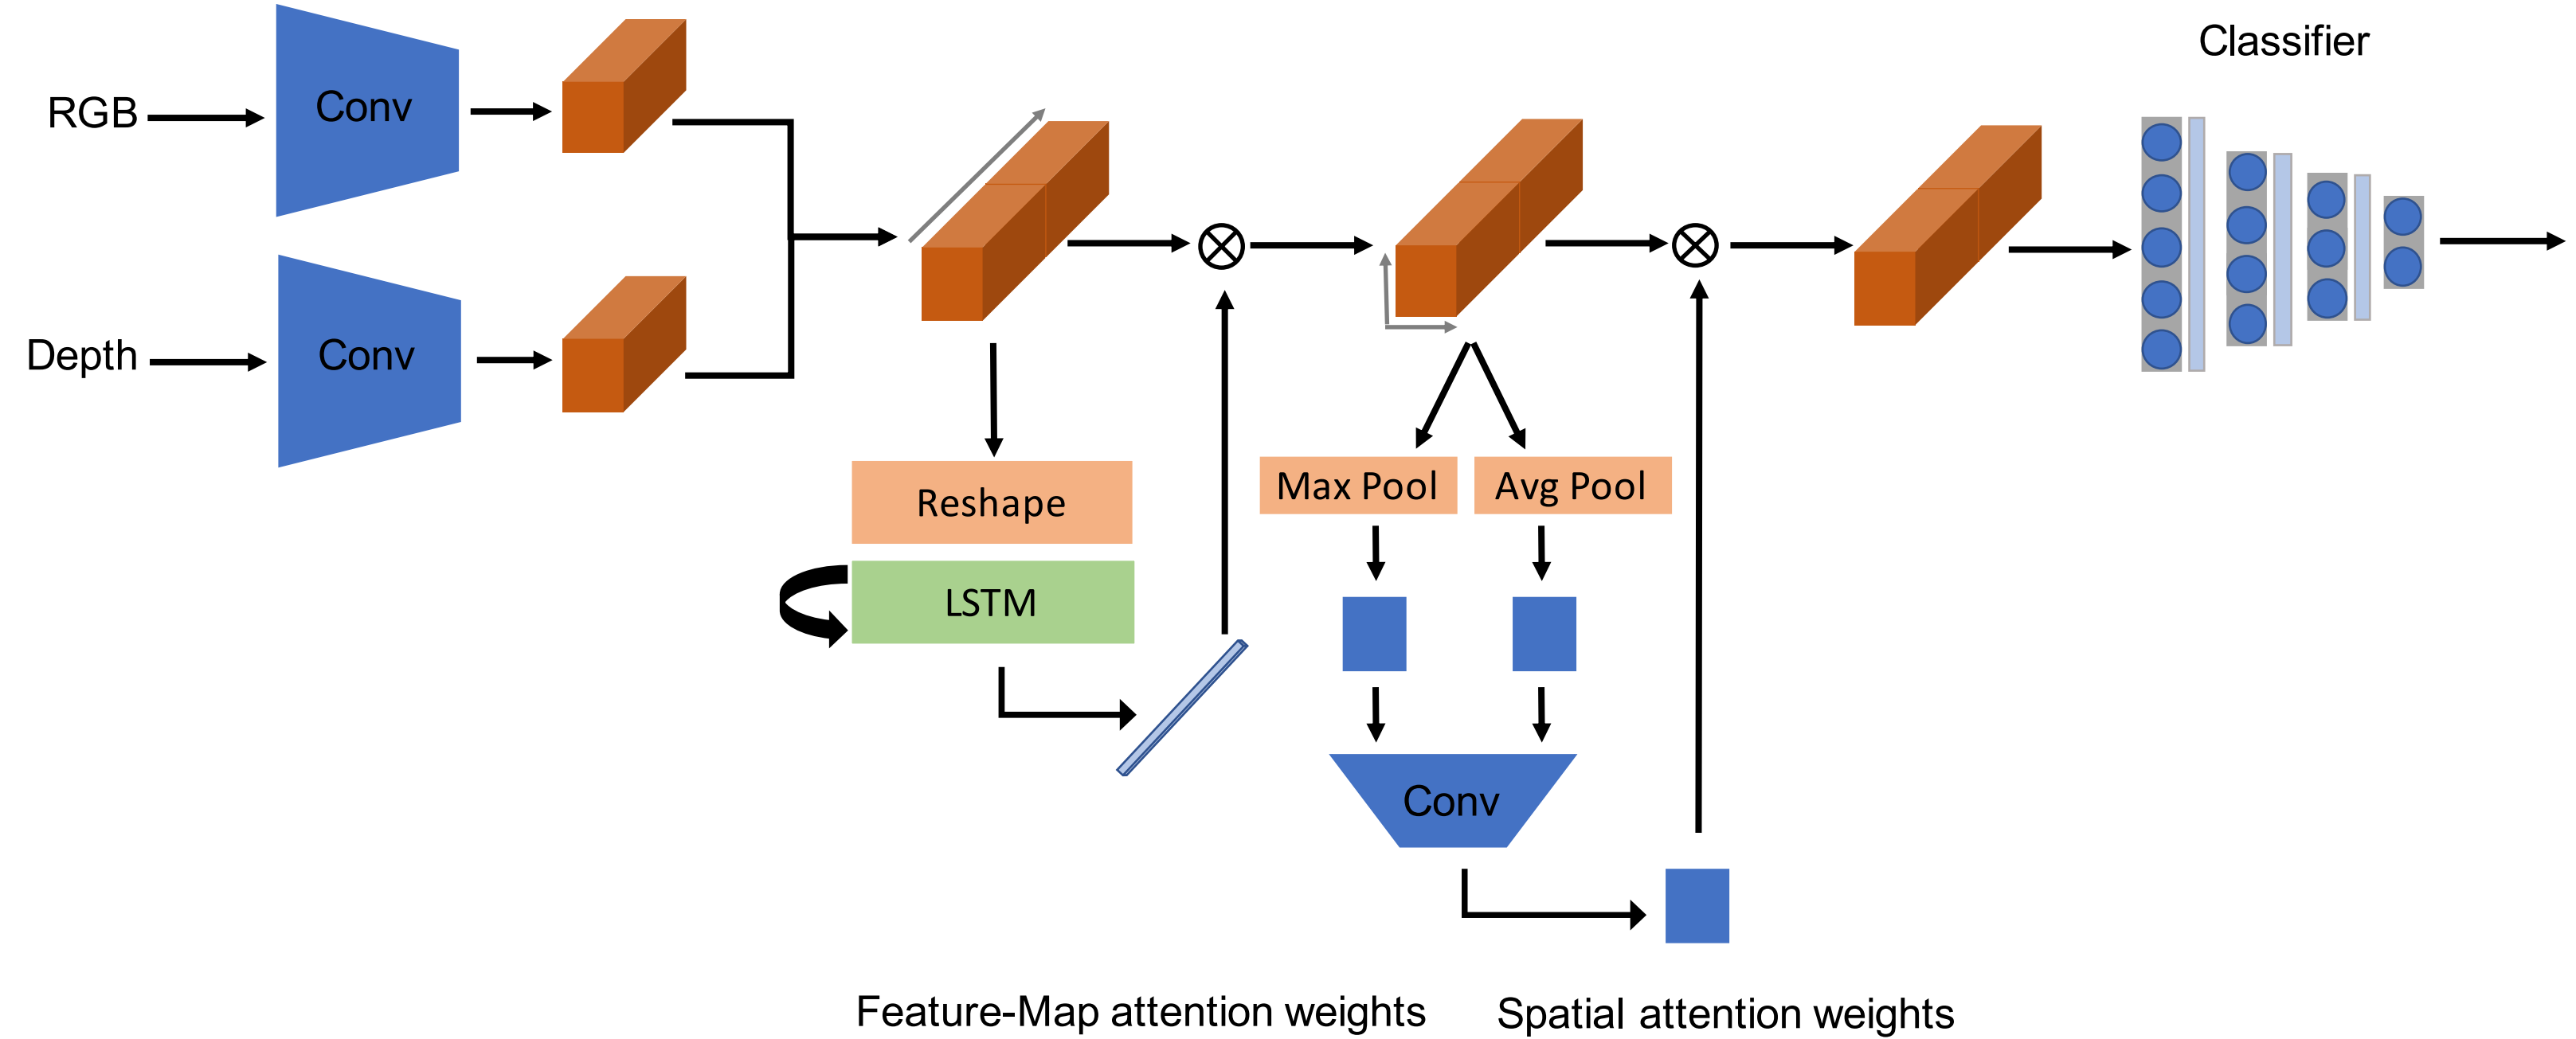 Classifier
RGB
Conv
Depth
Conv
Reshape
LSTM
Max Pool
Avg Pool
Conv
Feature-Map attention weights
Spatial attention weights